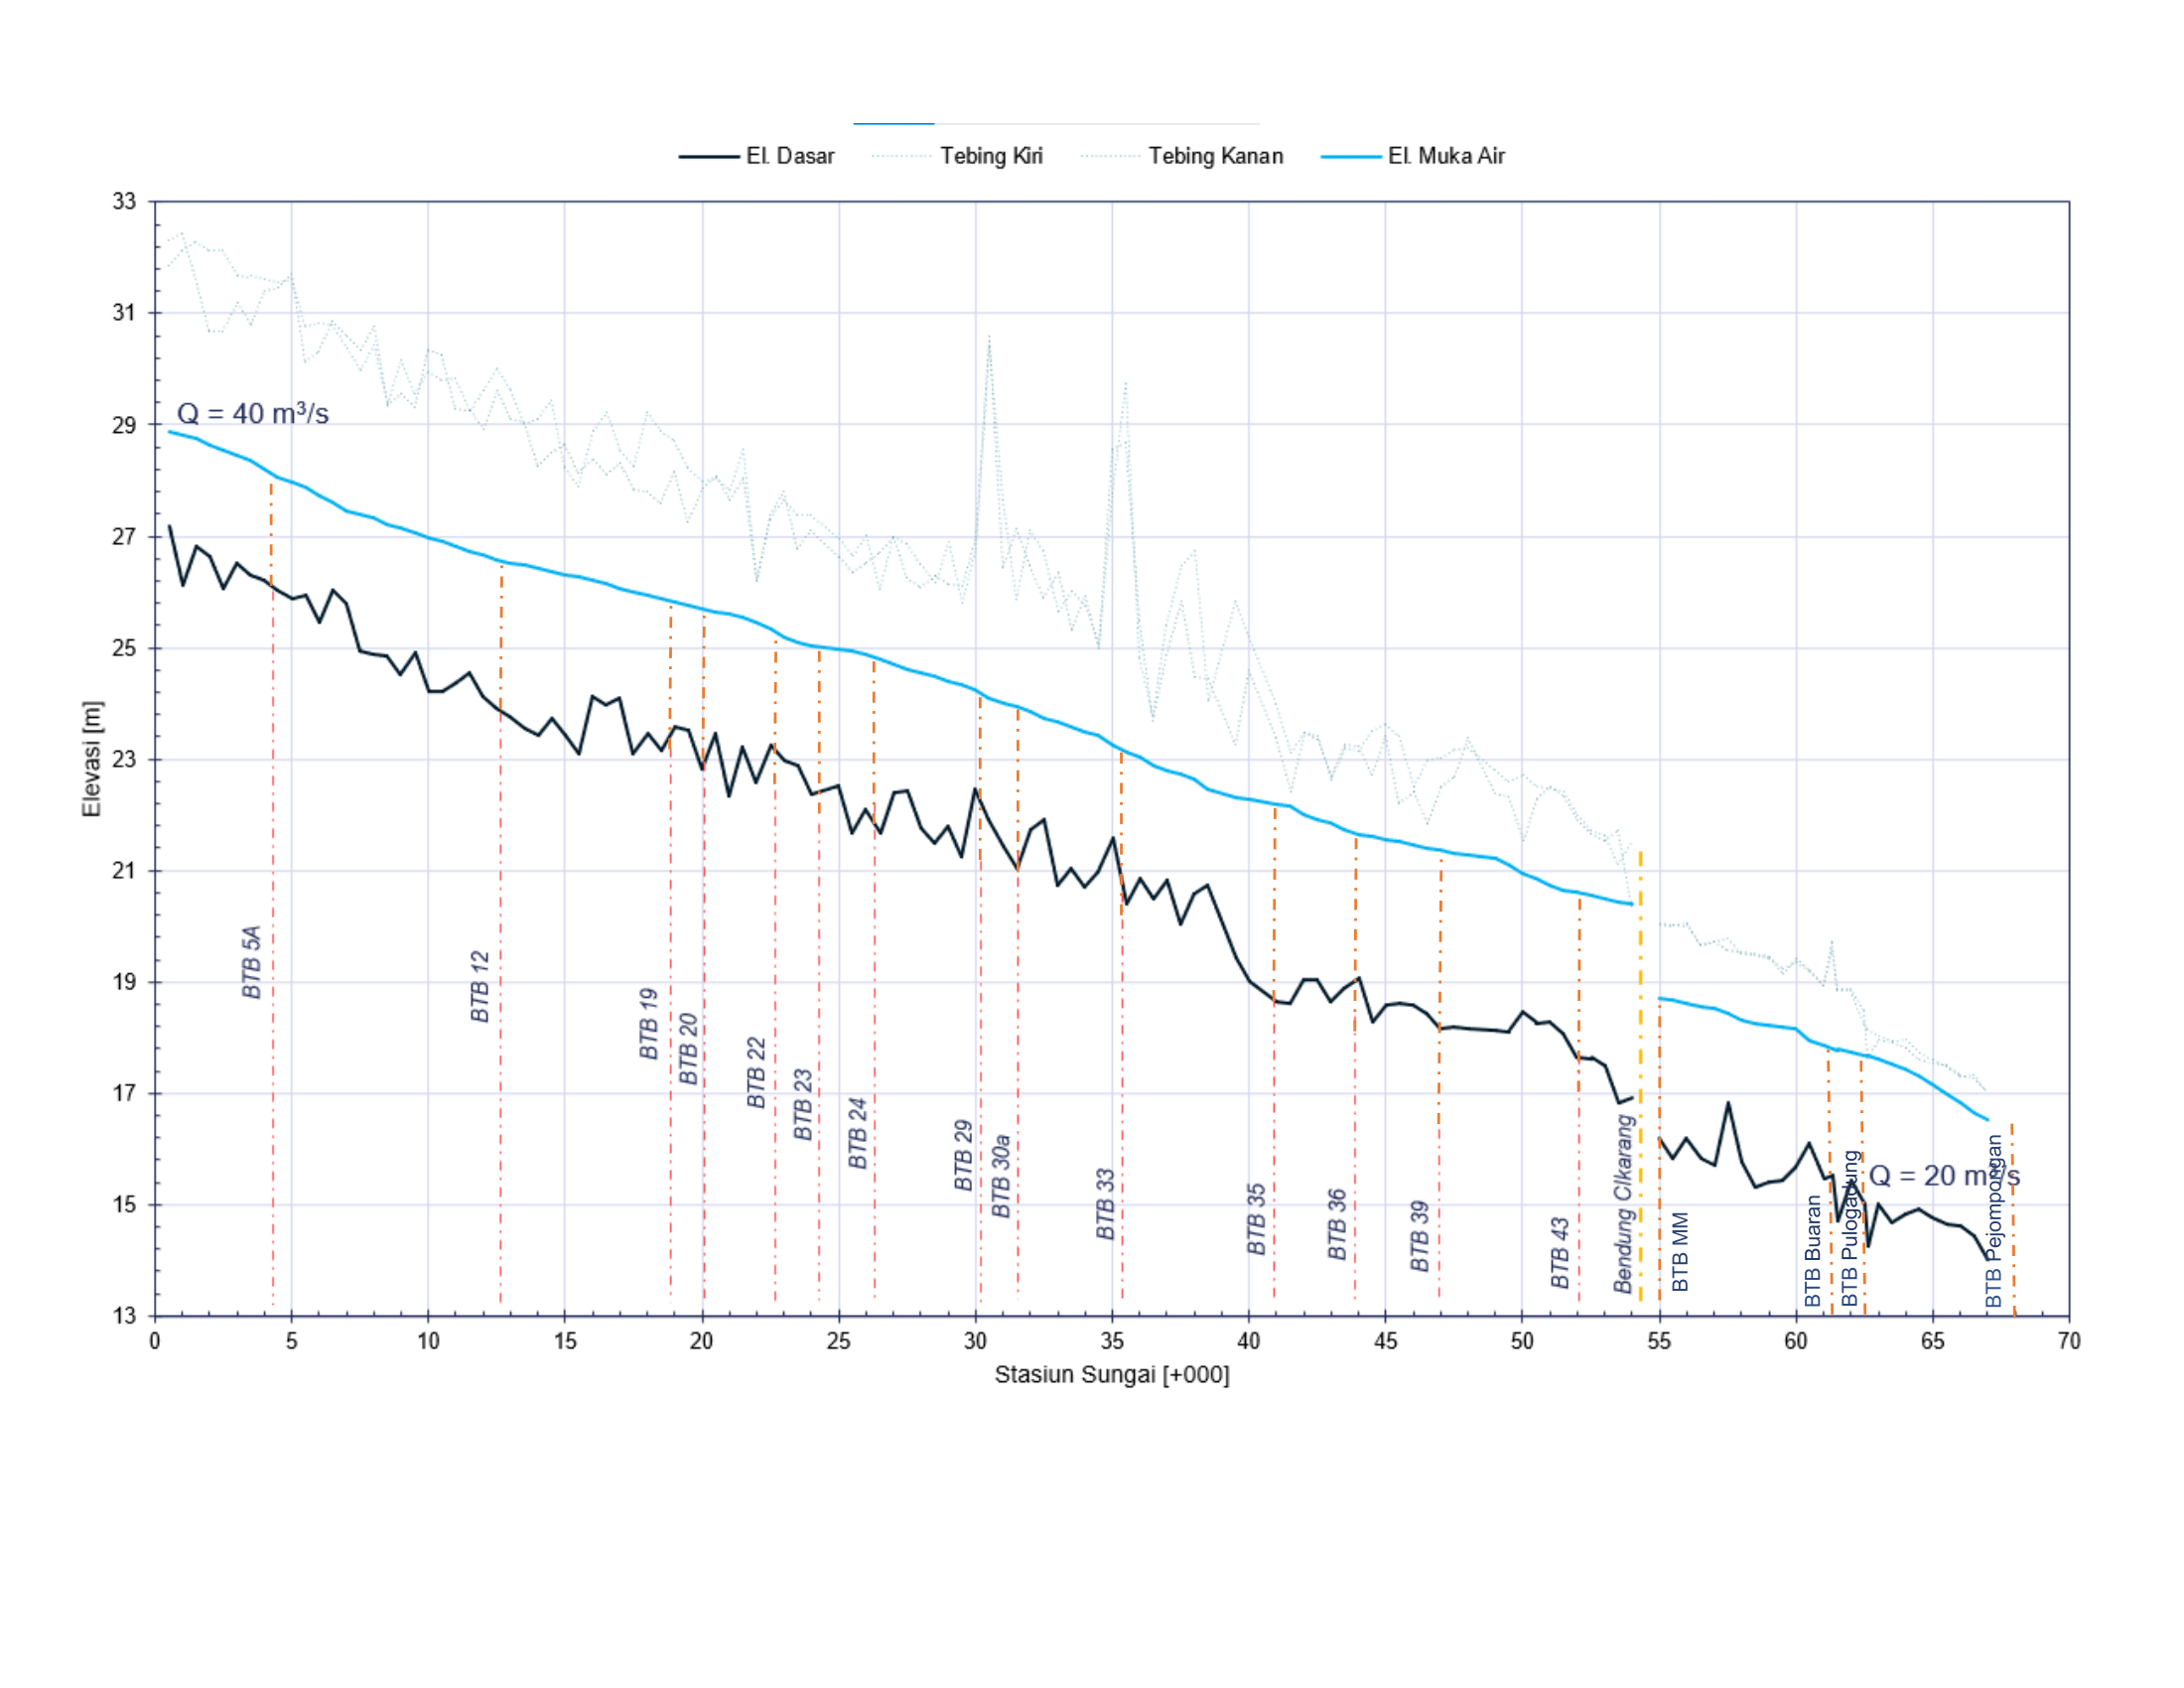 El. Dasar Tebing Kiri Tebing Kanan El. Muka Air
33
31
29
27
25
23
21
19
17
15
13
Elevasi [m]
Q = 40 m³/s
BTB 5A
BTB 12
BTB 19
BTB 20
BTB 22
BTB 23
BTB 24
BTB 29
BTB 30a
BTB 33
BTB 35
BTB 36
BTB 39
BTB 43
Bendung CIkarang
BTB MM
BTB Buaran
BTB Pulogadung
Q = 20 m³/s
BTB Pejompongan
0 5 10 15 20 25 30 35 40 45 50 55 60 65 70
Stasiun Sungai [+000]